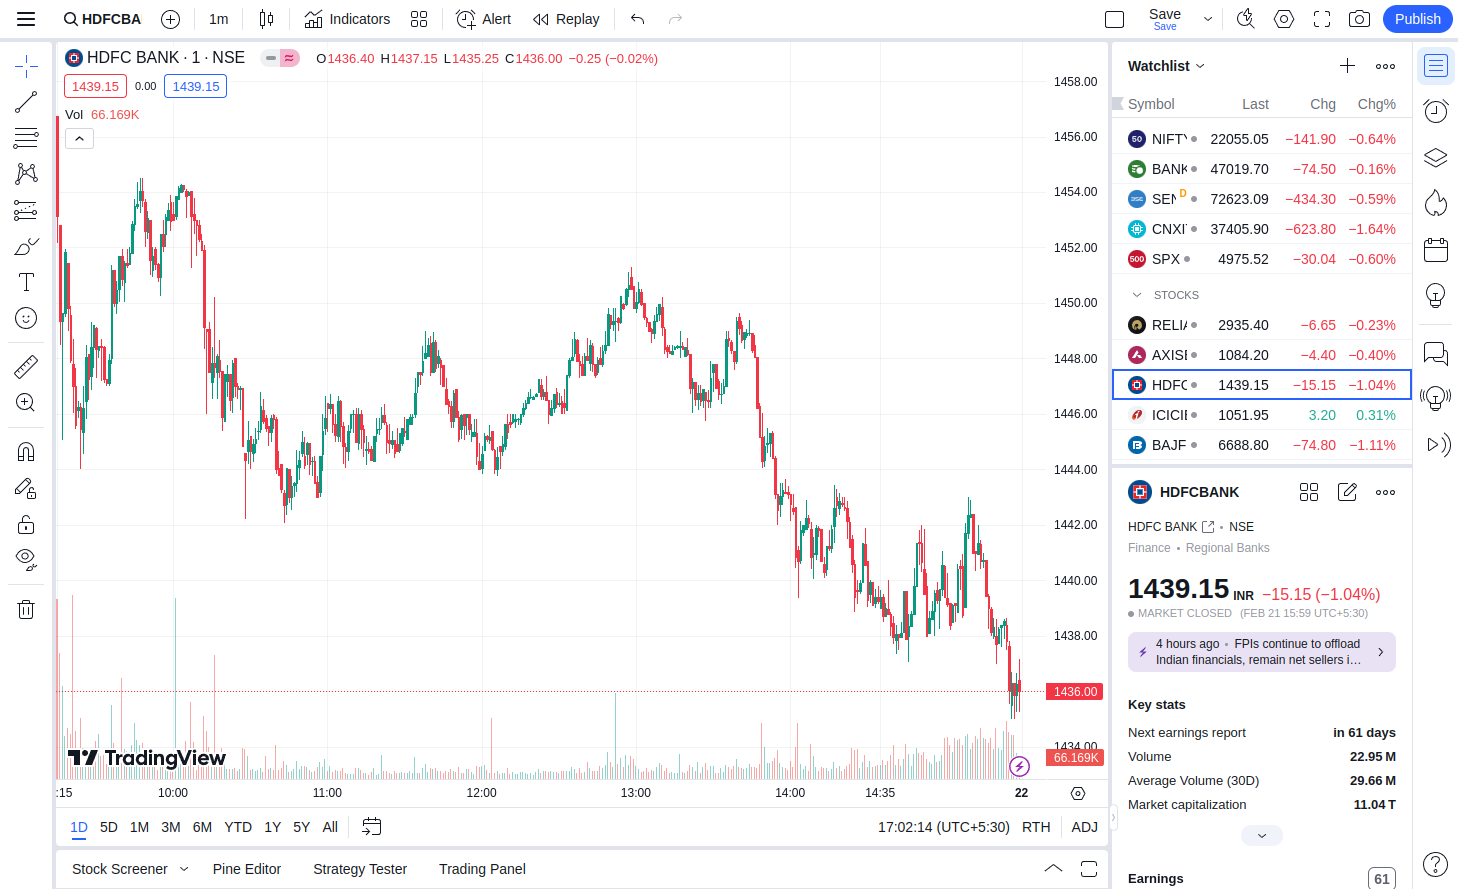 HDFCBA 1m Indicators Alert Replay Save Save Publish
HDFC BANK · 1 · NSE O1436.40 H1437.15 L1435.25 C1436.00 −0.25 (−0.02%)
1439.15 0.00 1439.15
Vol 66.169K
1458.00
1456.00
1454.00
1452.00
1450.00
1448.00
1446.00
1444.00
1442.00
1440.00
1438.00
1436.00
1434.00
66.169K
TradingView
:15 10:00 11:00 12:00 13:00 14:00 14:35 22
1D 5D 1M 3M 6M YTD 1Y 5Y All 17:02:14 (UTC+5:30) RTH ADJ
Stock Screener Pine Editor Strategy Tester Trading Panel
Watchlist
Symbol Last Chg Chg%
50 NIFTY 22055.05 −141.90 −0.64%
BANK 47019.70 −74.50 −0.16%
SEN D 72623.09 −434.30 −0.59%
CNXI 37405.90 −623.80 −1.64%
500 SPX 4975.52 −30.04 −0.60%
STOCKS
RELIA 2935.40 −6.65 −0.23%
AXISE 1084.20 −4.40 −0.40%
HDFC 1439.15 −15.15 −1.04%
ICICIE 1051.95 3.20 0.31%
BAJF 6688.80 −74.80 −1.11%
HDFCBANK
HDFC BANK • NSE
Finance • Regional Banks
1439.15 INR −15.15 (−1.04%)
MARKET CLOSED (FEB 21 15:59 UTC+5:30)
4 hours ago • FPIs continue to offload
Indian financials, remain net sellers i…
Key stats
Next earnings report in 61 days
Volume 22.95 M
Average Volume (30D) 29.66 M
Market capitalization 11.04 T
Earnings 61